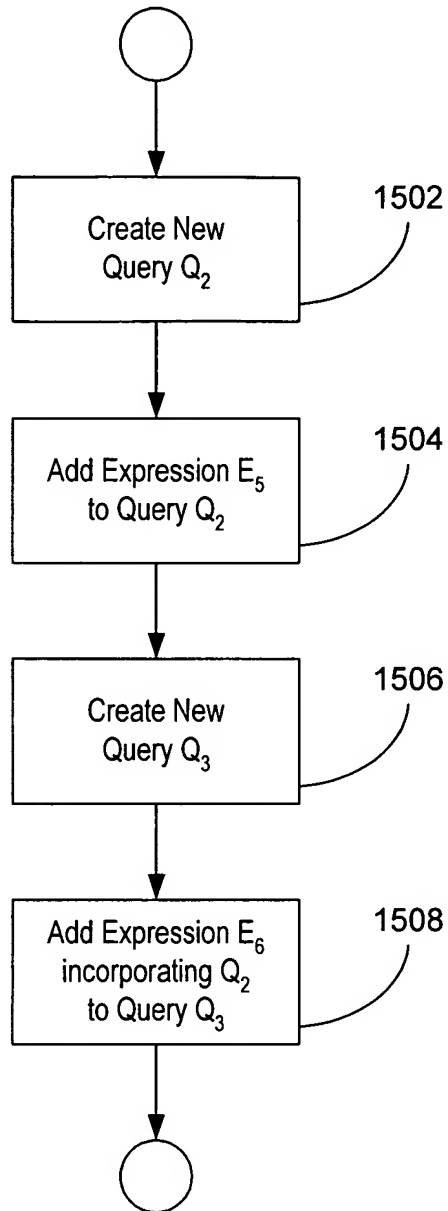 1502
Create New
Query Q₂
1504
Add Expression E₅
to Query Q₂
1506
Create New
Query Q₃
1508
Add Expression E₆
incorporating Q₂
to Query Q₃